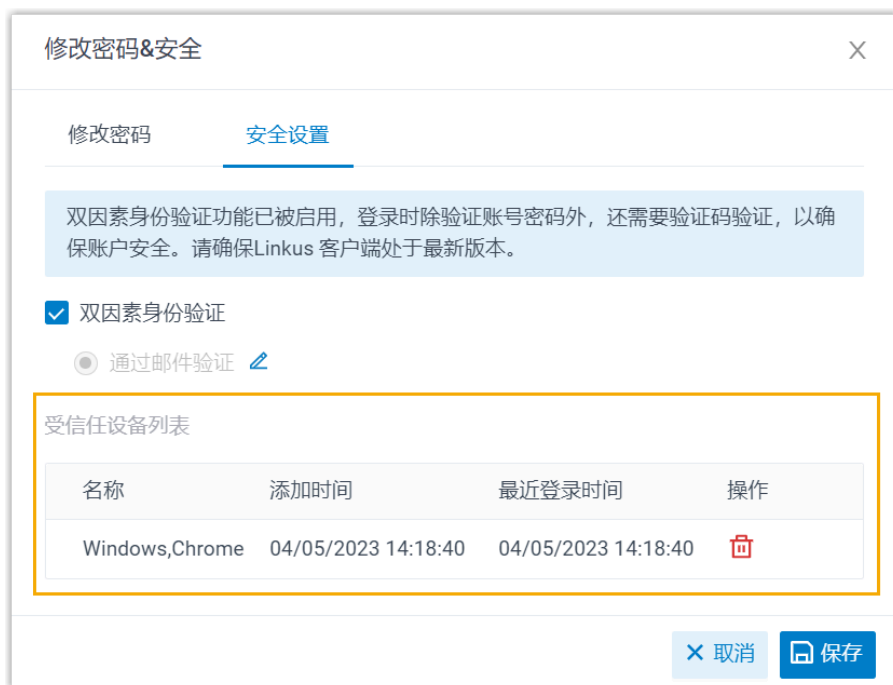 修改密码&安全
修改密码 安全设置
双因素身份验证功能已被启用，登录时除验证账号密码外，还需要验证码验证，以确
保账户安全。请确保Linkus 客户端处于最新版本。
双因素身份验证
通过邮件验证
受信任设备列表
名称 添加时间 最近登录时间 操作
Windows,Chrome 04/05/2023 14:18:40 04/05/2023 14:18:40
取消 保存